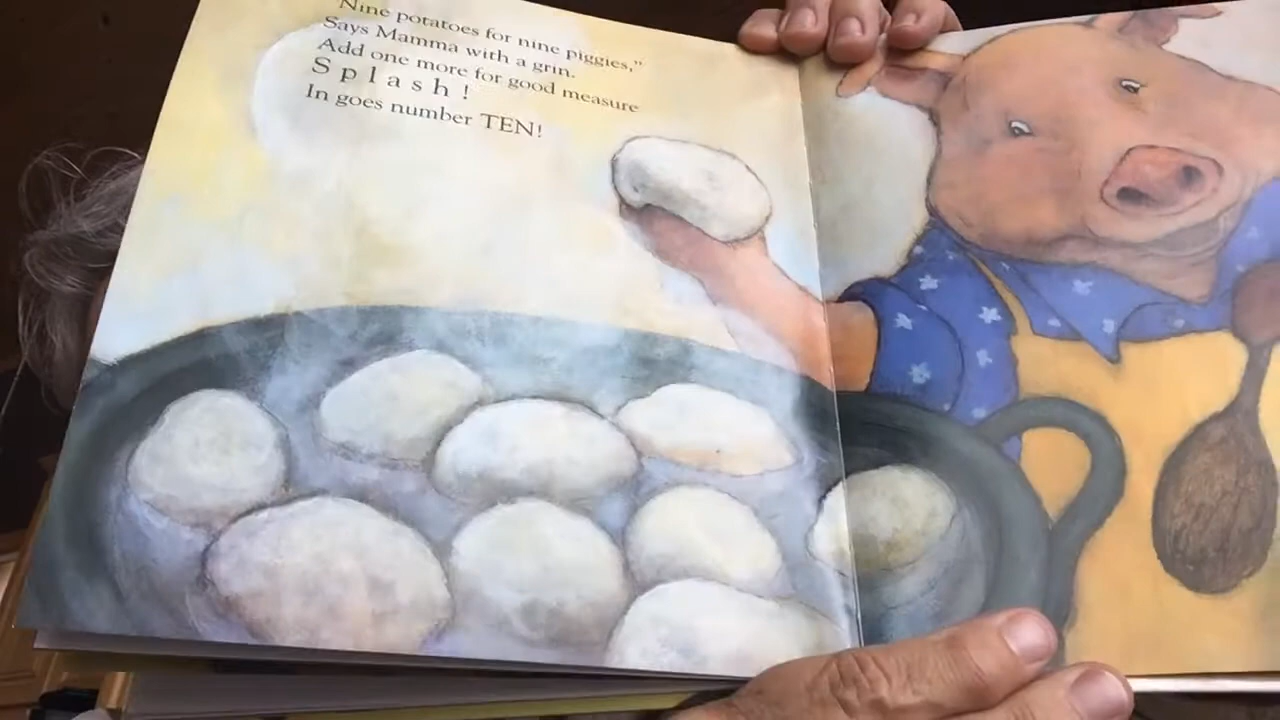 "Nine potatoes for nine piggies,"
Says Mamma with a grin.
Add one more for good measure
Splash!
In goes number TEN!